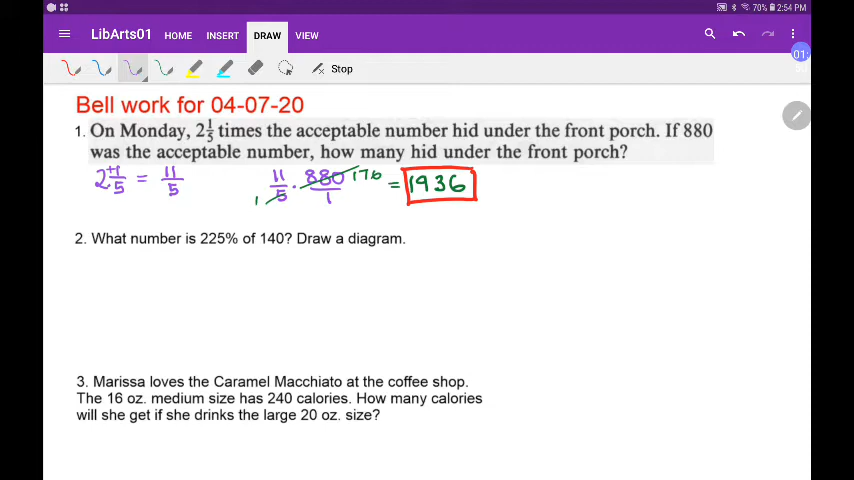 70% 2:54 PM
LibArts01 HOME INSERT DRAW VIEW
Stop
Bell work for 04-07-20
1. On Monday, 2 1/5 times the acceptable number hid under the front porch. If 880
was the acceptable number, how many hid under the front porch?
2 +1/5 = 11/5 11/5 · 880/1 176 1 = 1936
2. What number is 225% of 140? Draw a diagram.
3. Marissa loves the Caramel Macchiato at the coffee shop.
The 16 oz. medium size has 240 calories. How many calories
will she get if she drinks the large 20 oz. size?